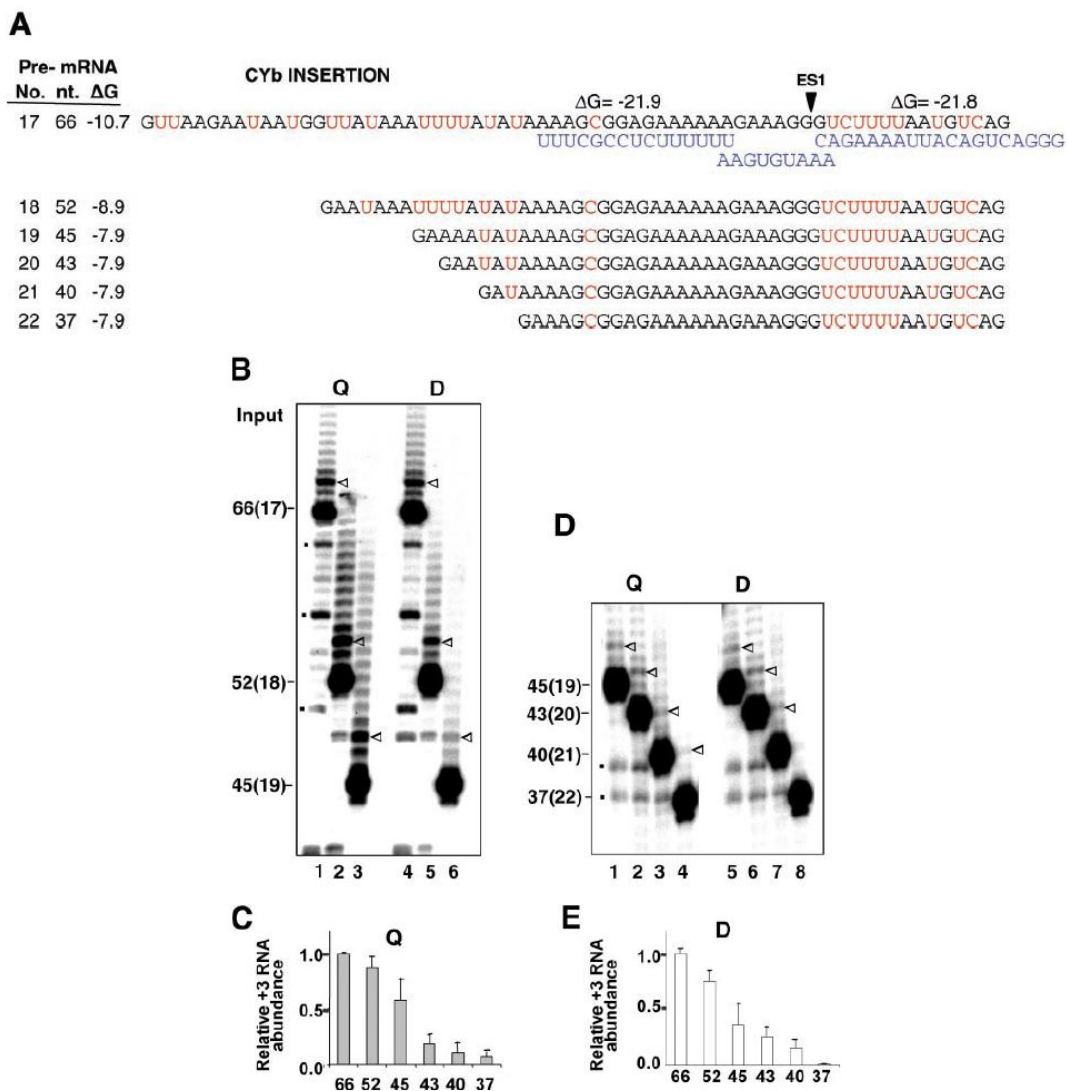 A
Pre- mRNA
No. nt. ΔG
CYb INSERTION
ES1
ΔG= -21.9
ΔG= -21.8
17 66 -10.7 GUUAAGAAUAAUGGUUAUAAAUUUUAUAUAAAAGCGGAGAAAAAAGAAAGGGUCUUUUAAUGUCAG
UUUCGCCUCUUUUUU
CAGAAAAUUACAGUCAGGG
AAGUGUAAA
18 52 -8.9 GAAUAAAUUUUAUAUAAAAGCGGAGAAAAAAGAAAGGGUCUUUUAAUGUCAG
19 45 -7.9 GAAAAUAUAAAAGCGGAGAAAAAAGAAAGGGUCUUUUAAUGUCAG
20 43 -7.9 GAAUAUAAAAGCGGAGAAAAAAGAAAGGGUCUUUUAAUGUCAG
21 40 -7.9 GAUAAAAGCGGAGAAAAAAGAAAGGGUCUUUUAAUGUCAG
22 37 -7.9 GAAAGCGGAGAAAAAAGAAAGGGUCUUUUAAUGUCAG
B
Q D
Input
66(17)
52(18)
45(19)
1 2 3 4 5 6
D
Q D
45(19)
43(20)
40(21)
37(22)
1 2 3 4 5 6 7 8
C
Q
Relative +3 RNA
abundance
1.0
0.5
0.0
66 52 45 43 40 37
E
D
Relative +3 RNA
abundance
1.0
0.5
0.0
66 52 45 43 40 37